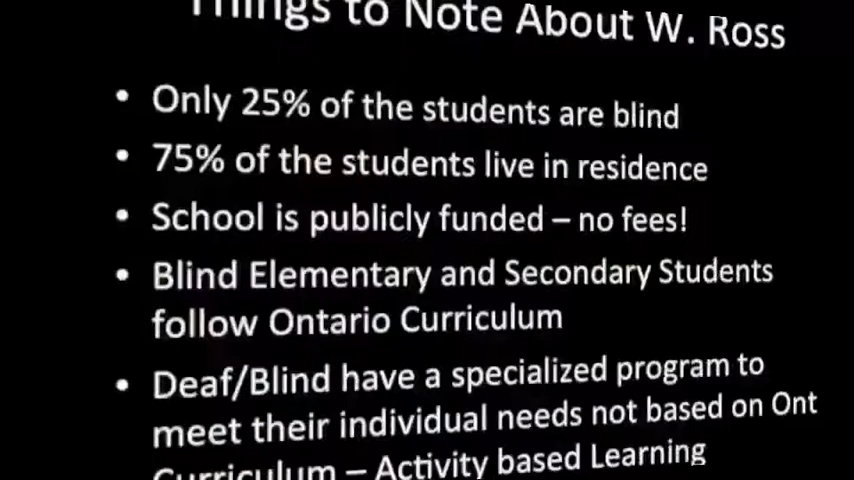 Things to Note About W. Ross
• Only 25% of the students are blind
• 75% of the students live in residence
• School is publicly funded – no fees!
• Blind Elementary and Secondary Students
follow Ontario Curriculum
• Deaf/Blind have a specialized program to
meet their individual needs not based on Ont
Curriculum – Activity based Learning